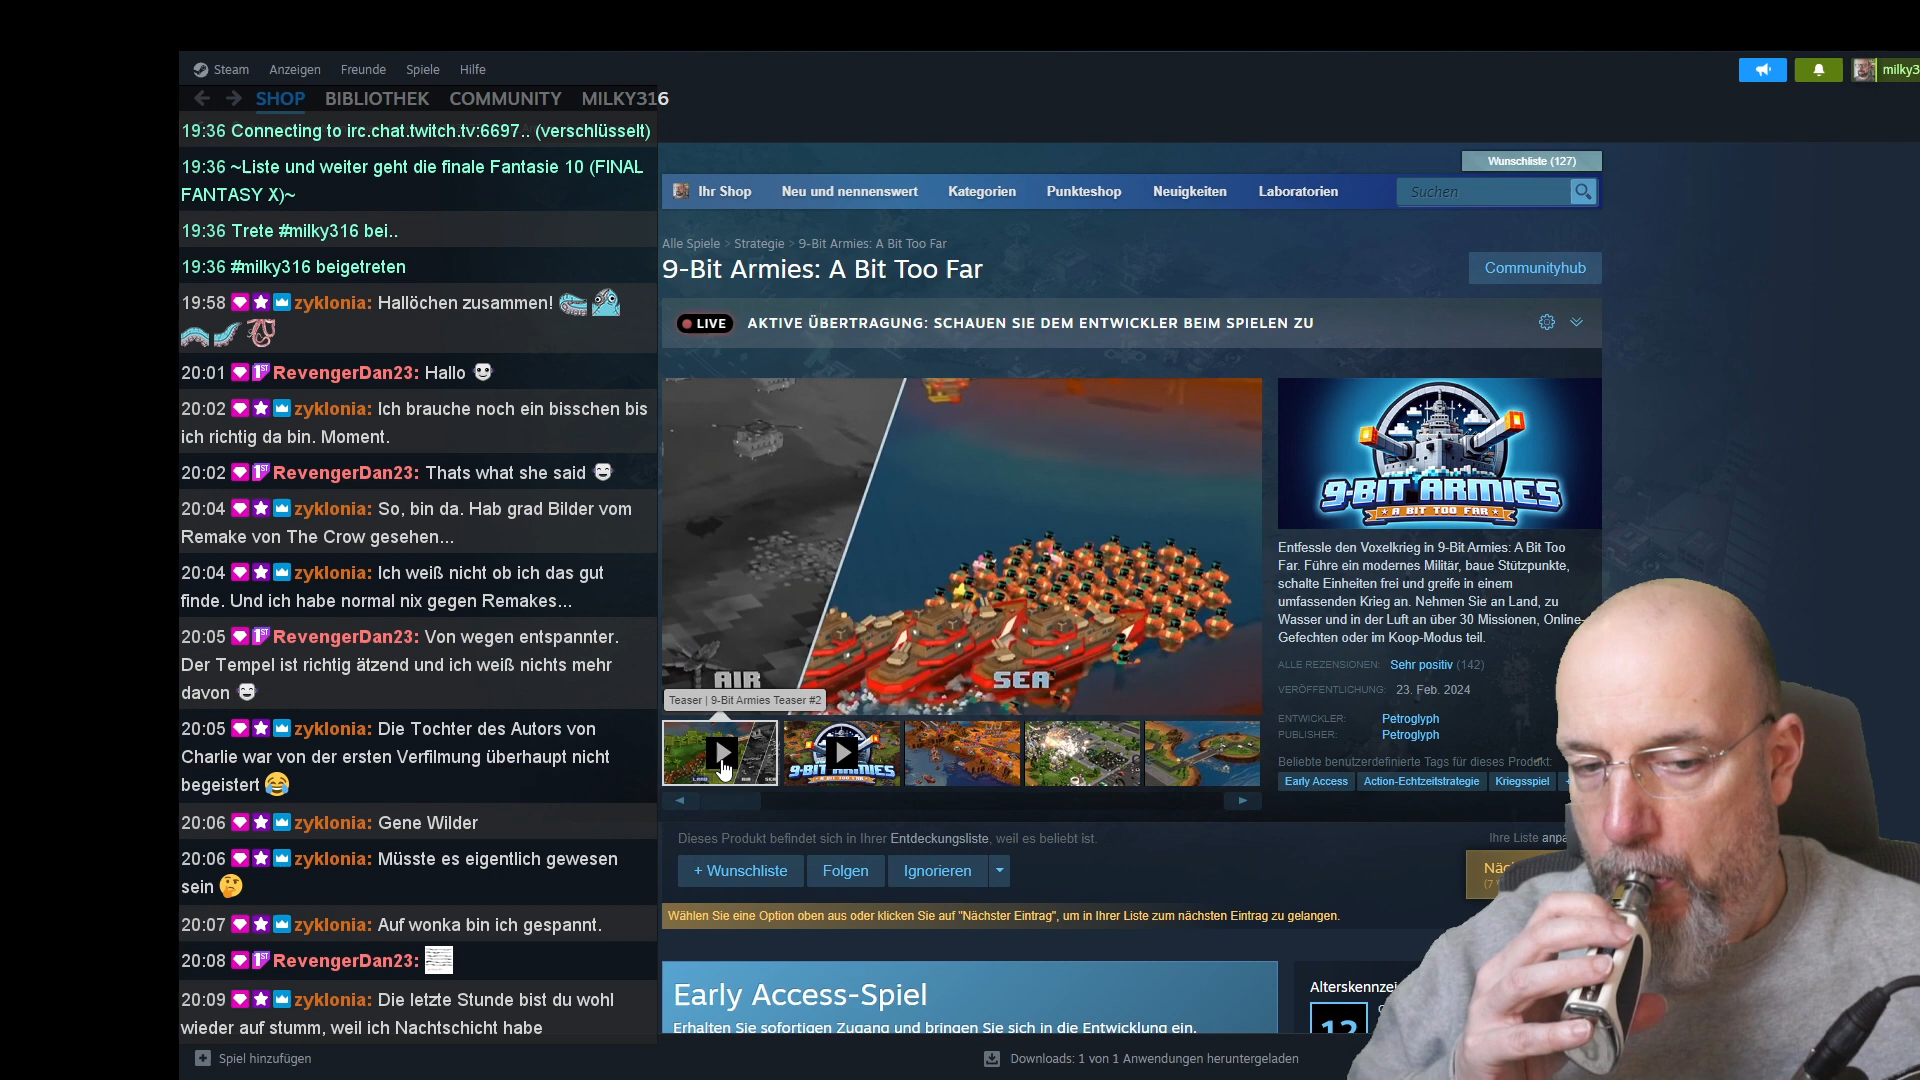 Steam Anzeigen Freunde Spiele Hilfe
milky3
SHOP BIBLIOTHEK COMMUNITY MILKY316
19:36 Connecting to irc.chat.twitch.tv:6697.. (verschlüsselt)
19:36 ~Liste und weiter geht die finale Fantasie 10 (FINAL
FANTASY X)~
19:36 Trete #milky316 bei..
19:36 #milky316 beigetreten
19:58 zyklonia: Hallöchen zusammen!
20:01 1ST RevengerDan23: Hallo
20:02 zyklonia: Ich brauche noch ein bisschen bis
ich richtig da bin. Moment.
20:02 1ST RevengerDan23: Thats what she said
20:04 zyklonia: So, bin da. Hab grad Bilder vom
Remake von The Crow gesehen...
20:04 zyklonia: Ich weiß nicht ob ich das gut
finde. Und ich habe normal nix gegen Remakes...
20:05 1ST RevengerDan23: Von wegen entspannter.
Der Tempel ist richtig ätzend und ich weiß nichts mehr
davon
20:05 zyklonia: Die Tochter des Autors von
Charlie war von der ersten Verfilmung überhaupt nicht
begeistert
20:06 zyklonia: Gene Wilder
20:06 zyklonia: Müsste es eigentlich gewesen
sein
20:07 zyklonia: Auf wonka bin ich gespannt.
20:08 1ST RevengerDan23:
20:09 zyklonia: Die letzte Stunde bist du wohl
wieder auf stumm, weil ich Nachtschicht habe
Wunschliste (127)
Ihr Shop Neu und nennenswert Kategorien Punkteshop Neuigkeiten Laboratorien Suchen
Alle Spiele > Strategie > 9-Bit Armies: A Bit Too Far
9-Bit Armies: A Bit Too Far
Communityhub
LIVE AKTIVE ÜBERTRAGUNG: SCHAUEN SIE DEM ENTWICKLER BEIM SPIELEN ZU
AIR SEA
Teaser | 9-Bit Armies Teaser #2
LAND AIR SEA
9-BIT ARMIES
9-BIT ARMIES
A BIT TOO FAR
Entfessle den Voxelkrieg in 9-Bit Armies: A Bit Too
Far. Führe ein modernes Militär, baue Stützpunkte,
schalte Einheiten frei und greife in einem
umfassenden Krieg an. Nehmen Sie an Land, zu
Wasser und in der Luft an über 30 Missionen, Online-
Gefechten oder im Koop-Modus teil.
ALLE REZENSIONEN: Sehr positiv (142)
VERÖFFENTLICHUNG: 23. Feb. 2024
ENTWICKLER: Petroglyph
PUBLISHER: Petroglyph
Beliebte benutzerdefinierte Tags für dieses Produkt:
Early Access Action-Echtzeitstrategie Kriegsspiel
Dieses Produkt befindet sich in Ihrer Entdeckungsliste, weil es beliebt ist.
Ihre Liste anpa
+ Wunschliste Folgen Ignorieren
Näc
(7
Wählen Sie eine Option oben aus oder klicken Sie auf "Nächster Eintrag", um in Ihrer Liste zum nächsten Eintrag zu gelangen.
Early Access-Spiel
Erhalten Sie sofortigen Zugang und bringen Sie sich in die Entwicklung ein.
Alterskennzei
12
Spiel hinzufügen
Downloads: 1 von 1 Anwendungen heruntergeladen